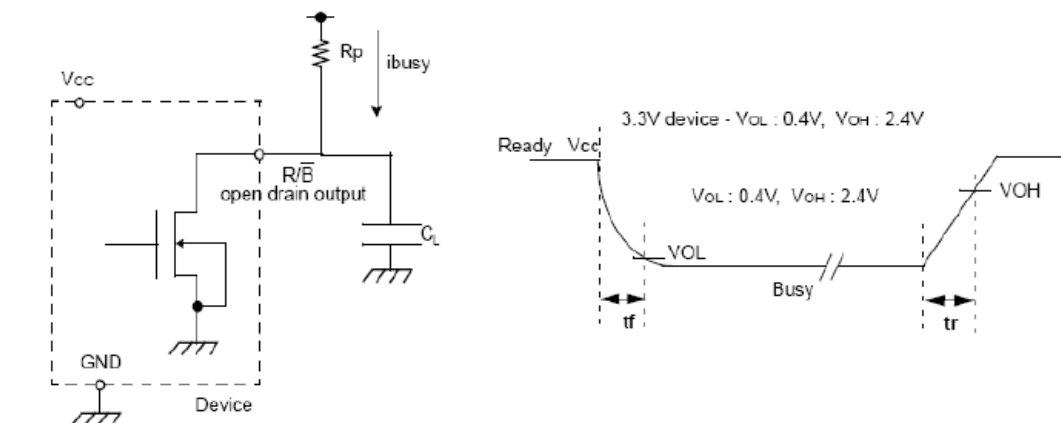 Rp
ibusy
Vcc
R/B̅
open drain output
CL
GND
Device
3.3V device - VOL : 0.4V, VOH : 2.4V
Ready Vcc
VOL : 0.4V, VOH : 2.4V
VOH
VOL
Busy
tf
tr